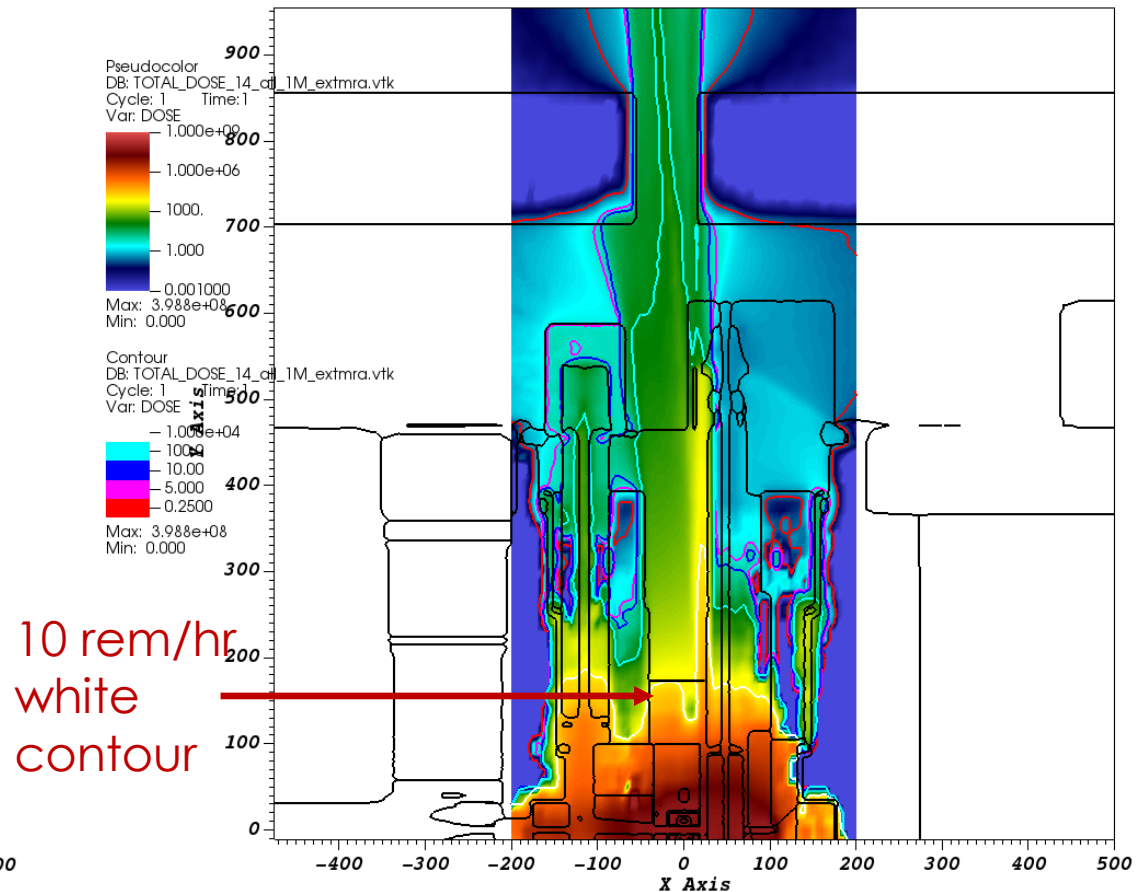 Pseudocolor
DB: TOTAL_DOSE_14_all_1M_extmra.vtk
Cycle: 1 Time:1
Var: DOSE
1.000e+09
1.000e+06
1000.
1.000
0.001000
Max: 3.988e+08
Min: 0.000
Contour
DB: TOTAL_DOSE_14_all_1M_extmra.vtk
Cycle: 1 Time:1
Var: DOSE
1.000e+04
100.0
10.00
5.000
0.2500
Max: 3.988e+08
Min: 0.000
Axis
900
800
700
600
500
400
300
200
100
0
10 rem/hr
white
contour
00
-400 -300 -200 -100 0 100 200 300 400 500
X Axis